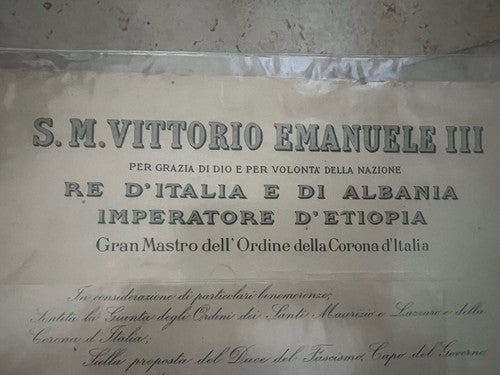 S. M. VITTORIO EMANUELE III
PER GRAZIA DI DIO E PER VOLONTÀ DELLA NAZIONE
RE D'ITALIA E DI ALBANIA
IMPERATORE D'ETIOPIA
Gran Mastro dell'Ordine della Corona d'Italia
In considerazione di particolari benemerenze;
Sentita la Giunta degli Ordini dei Santi Maurizio e Lazzaro e della
Corona d'Italia;
Sulla proposta del Duce del Fascismo, Capo del Governo